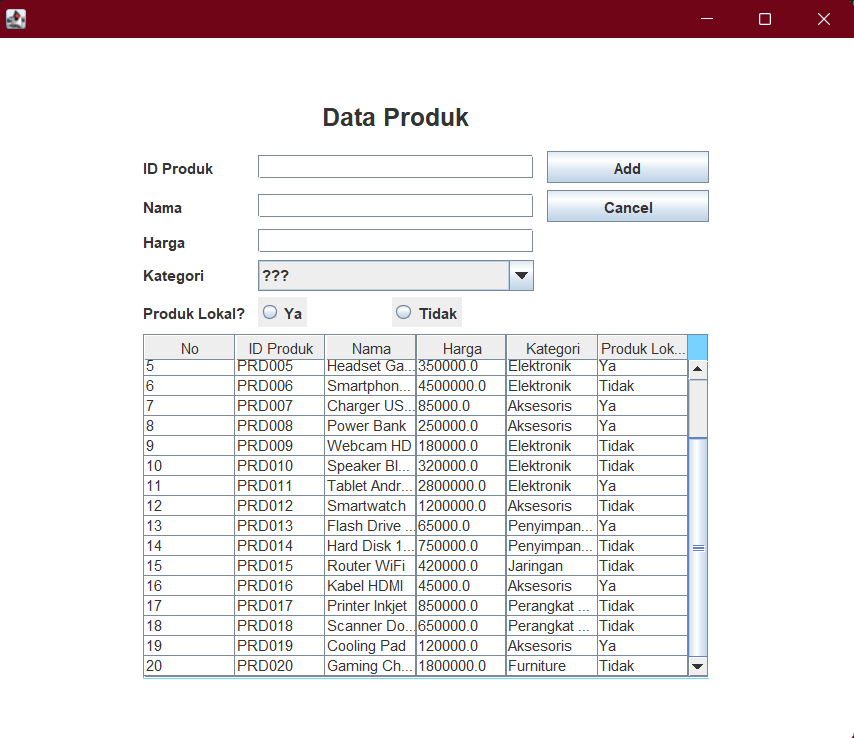 Data Produk
ID Produk Add
Nama Cancel
Harga
Kategori ???
Produk Lokal? Ya Tidak
No ID Produk Nama Harga Kategori Produk Lok...
5 PRD005 Headset Ga... 350000.0 Elektronik Ya
6 PRD006 Smartphon... 4500000.0 Elektronik Tidak
7 PRD007 Charger US... 85000.0 Aksesoris Ya
8 PRD008 Power Bank 250000.0 Aksesoris Ya
9 PRD009 Webcam HD 180000.0 Elektronik Tidak
10 PRD010 Speaker Bl... 320000.0 Elektronik Tidak
11 PRD011 Tablet Andr... 2800000.0 Elektronik Ya
12 PRD012 Smartwatch 1200000.0 Aksesoris Tidak
13 PRD013 Flash Drive ... 65000.0 Penyimpan... Ya
14 PRD014 Hard Disk 1... 750000.0 Penyimpan... Tidak
15 PRD015 Router WiFi 420000.0 Jaringan Tidak
16 PRD016 Kabel HDMI 45000.0 Aksesoris Ya
17 PRD017 Printer Inkjet 850000.0 Perangkat ... Tidak
18 PRD018 Scanner Do... 650000.0 Perangkat ... Tidak
19 PRD019 Cooling Pad 120000.0 Aksesoris Ya
20 PRD020 Gaming Ch... 1800000.0 Furniture Tidak